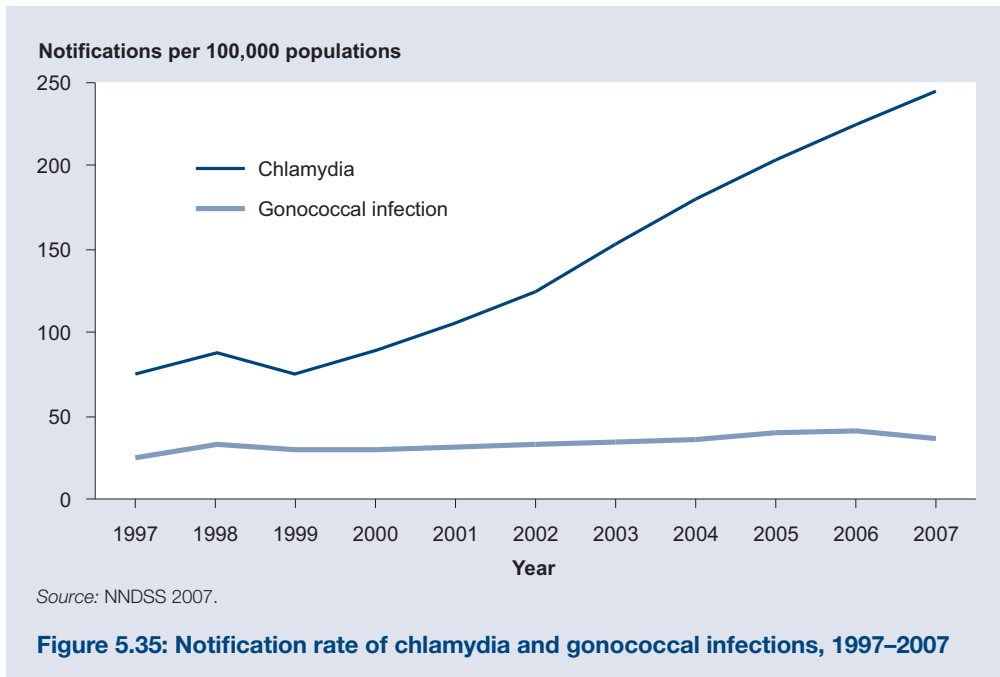 Notifications per 100,000 populations
250
200
150
100
50
0
Chlamydia
Gonococcal infection
1997 1998 1999 2000 2001 2002 2003 2004 2005 2006 2007
Year
Source: NNDSS 2007.
Figure 5.35: Notification rate of chlamydia and gonococcal infections, 1997–2007